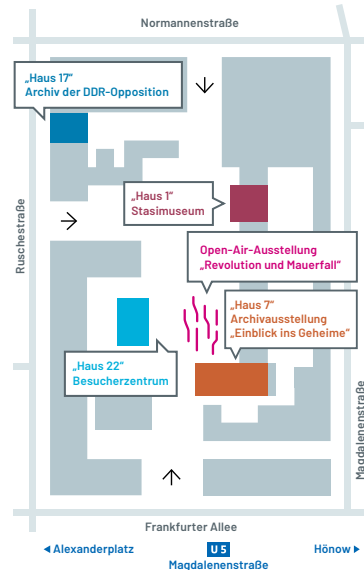 Normannenstraße
„Haus 17“
Archiv der DDR-Opposition
„Haus 1“
Stasimuseum
Ruschestraße
Open-Air-Ausstellung
„Revolution und Mauerfall“
„Haus 7“
Archivausstellung
„Einblick ins Geheime“
„Haus 22“
Besucherzentrum
Magdalenenstraße
Frankfurter Allee
Alexanderplatz
U 5
Hönow
Magdalenenstraße